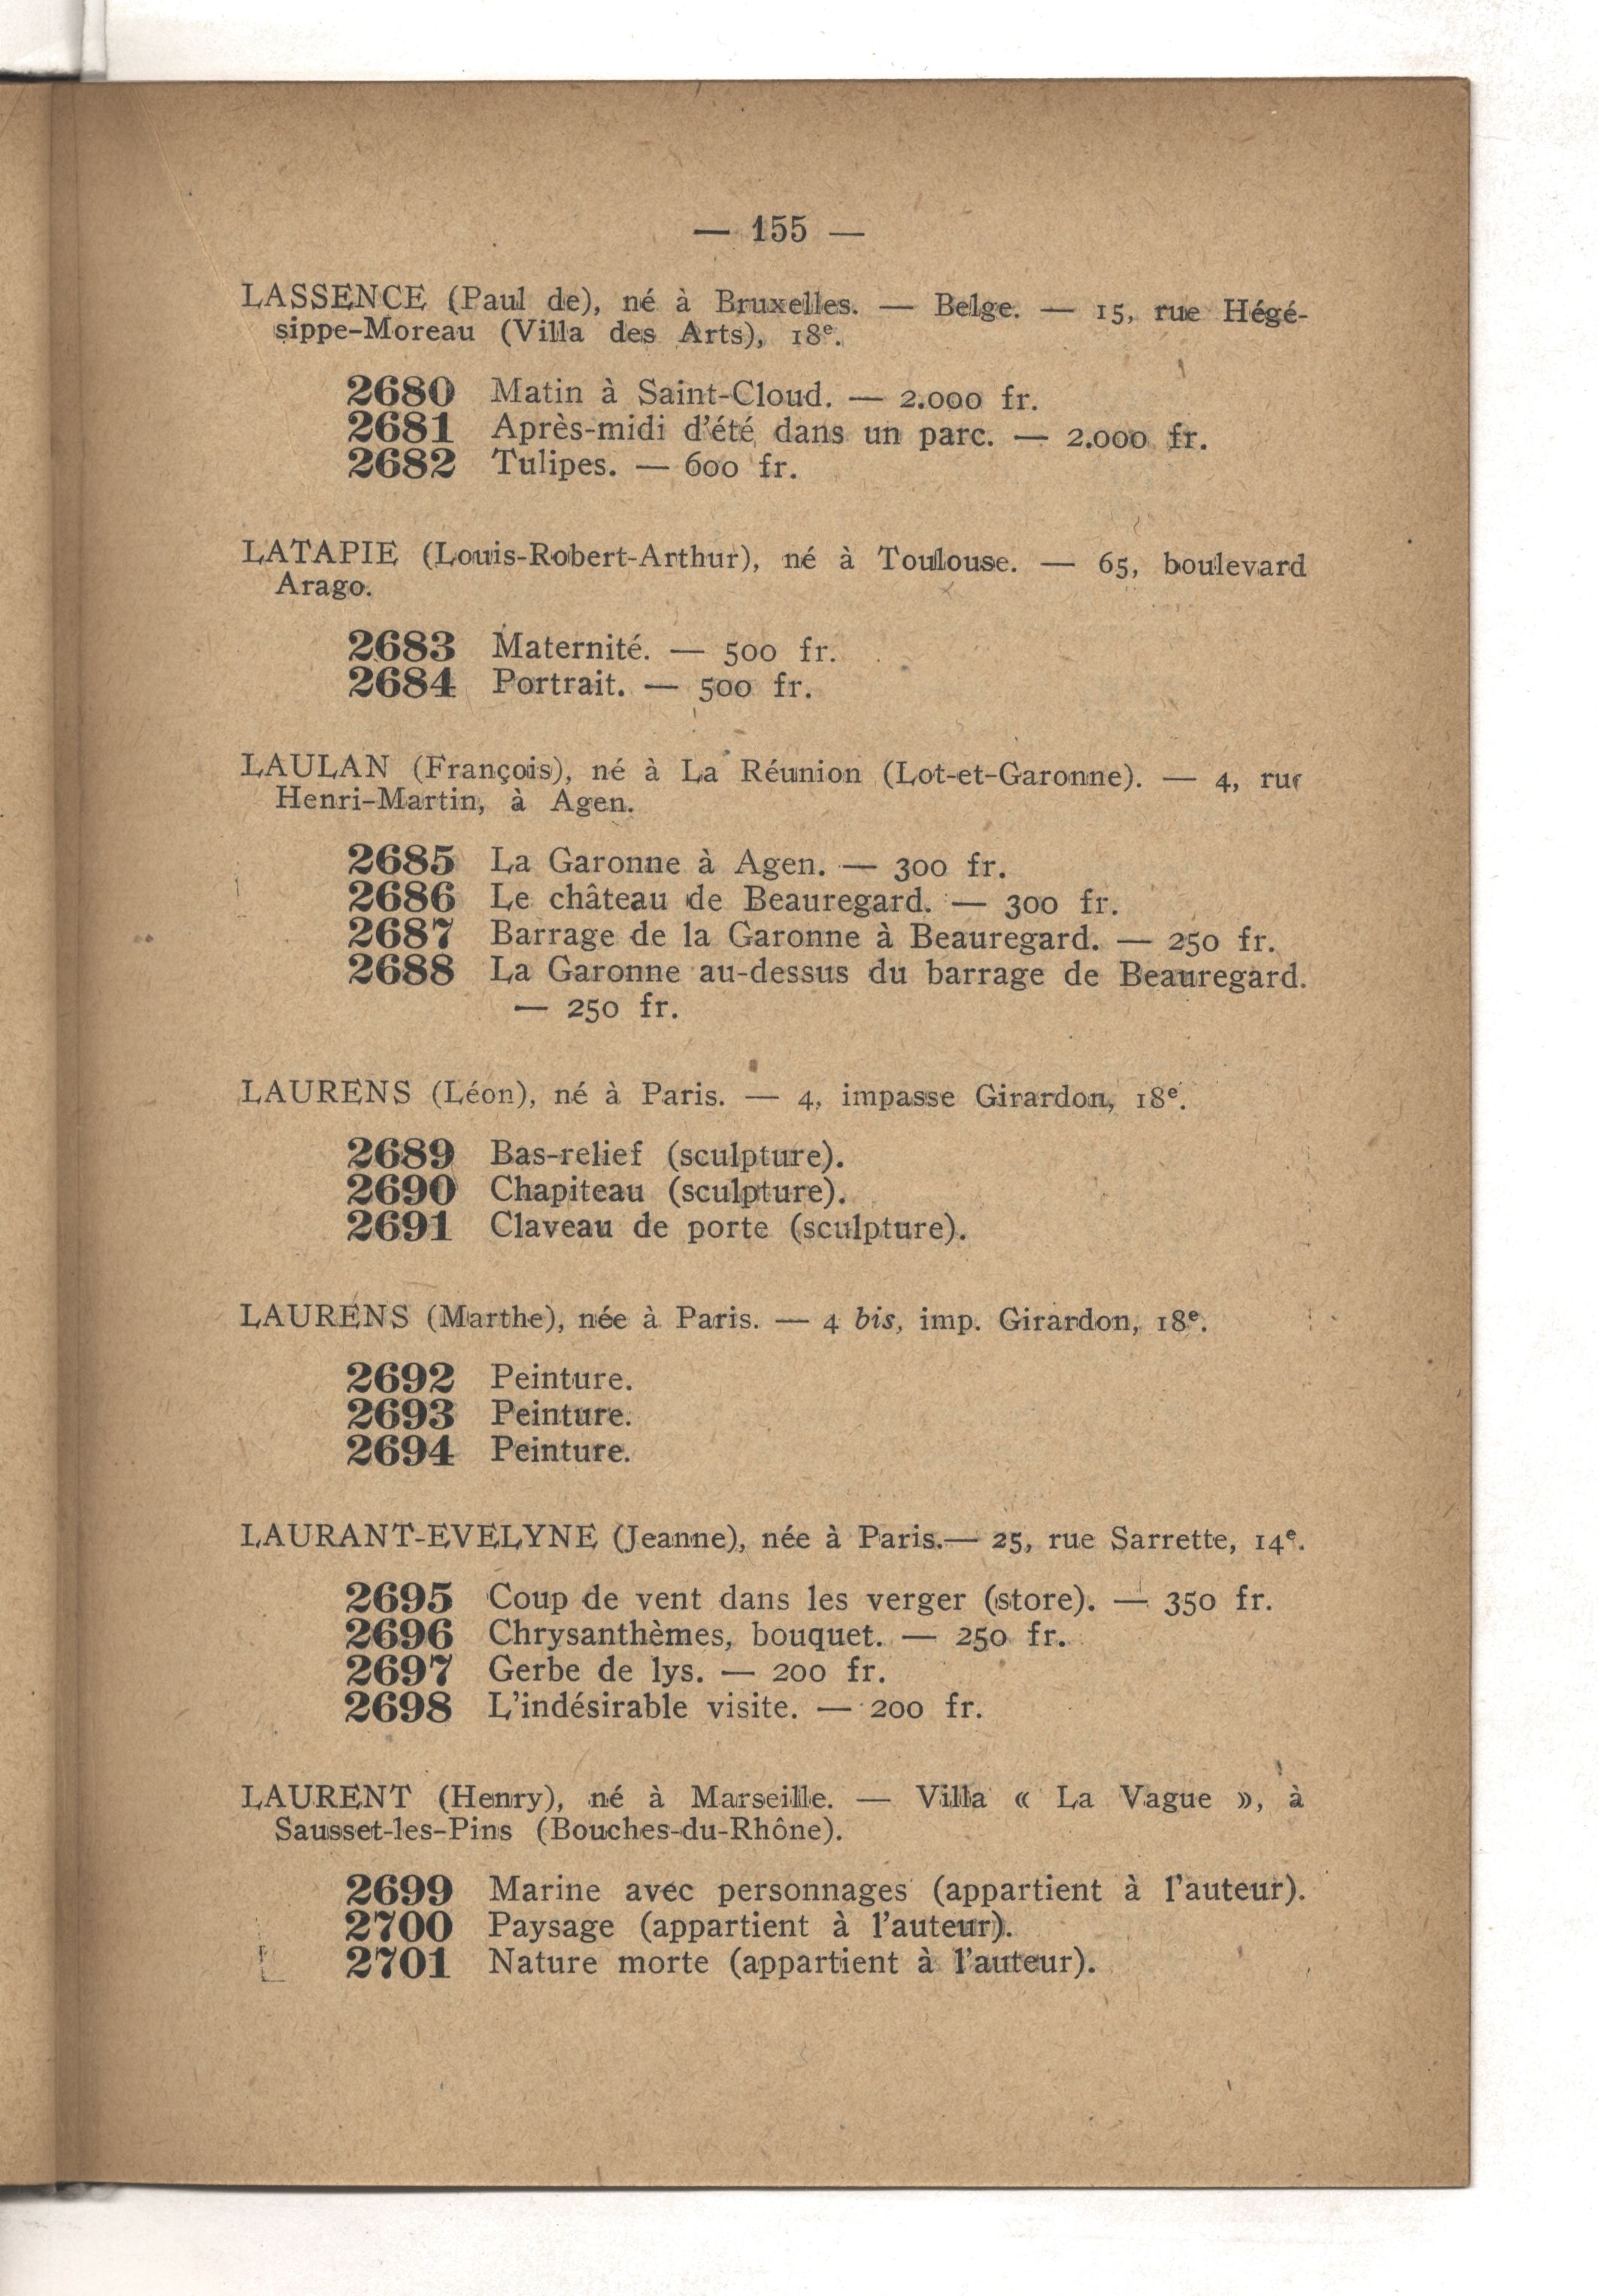 — 155 —
LASSENCE (Paul de), né à Bruxelles. — Belge. — 15, rue Hégé-
sippe-Moreau (Villa des Arts), 18e.
2680 Matin à Saint-Cloud. — 2.000 fr.
2681 Après-midi d'été dans un parc. — 2.000 fr.
2682 Tulipes. — 600 fr.
LATAPIE (Louis-Robert-Arthur), né à Toulouse. — 65, boulevard
Arago.
2683 Maternité. — 500 fr.
2684 Portrait. — 500 fr.
LAULAN (François), né à La Réunion (Lot-et-Garonne). — 4, rue
Henri-Martin, à Agen.
2685 La Garonne à Agen. — 300 fr.
2686 Le château de Beauregard. — 300 fr.
2687 Barrage de la Garonne à Beauregard. — 250 fr.
2688 La Garonne au-dessus du barrage de Beauregard.
— 250 fr.
LAURENS (Léon), né à Paris. — 4, impasse Girardon, 18e.
2689 Bas-relief (sculpture).
2690 Chapiteau (sculpture).
2691 Claveau de porte (sculpture).
LAURENS (Marthe), née à Paris. — 4 bis, imp. Girardon, 18e.
2692 Peinture.
2693 Peinture.
2694 Peinture.
LAURANT-EVELYNE (Jeanne), née à Paris.— 25, rue Sarrette, 14e.
2695 Coup de vent dans les verger (store). — 350 fr.
2696 Chrysanthèmes, bouquet. — 250 fr.
2697 Gerbe de lys. — 200 fr.
2698 L'indésirable visite. — 200 fr.
LAURENT (Henry), né à Marseille. — Villa « La Vague », à
Sausset-les-Pins (Bouches-du-Rhône).
2699 Marine avec personnages (appartient à l'auteur).
2700 Paysage (appartient à l'auteur).
2701 Nature morte (appartient à l'auteur).